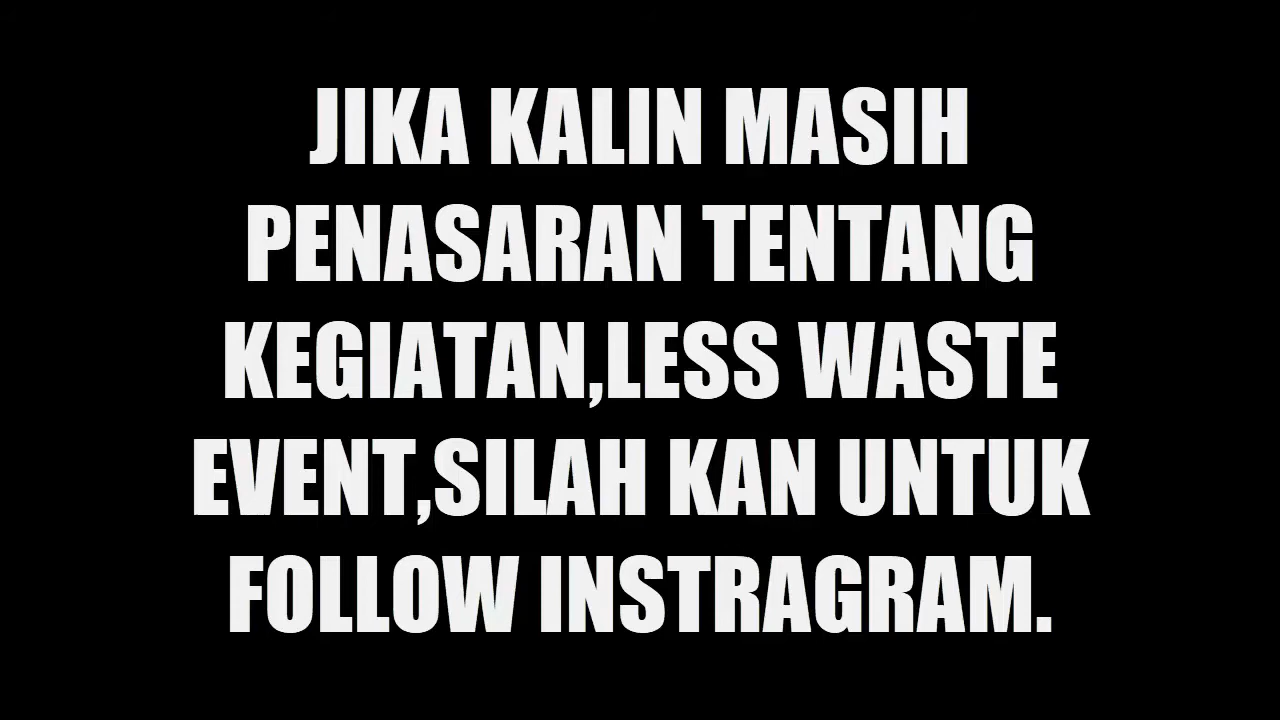 JIKA KALIN MASIH
PENASARAN TENTANG
KEGIATAN,LESS WASTE
EVENT,SILAH KAN UNTUK
FOLLOW INSTRAGRAM.